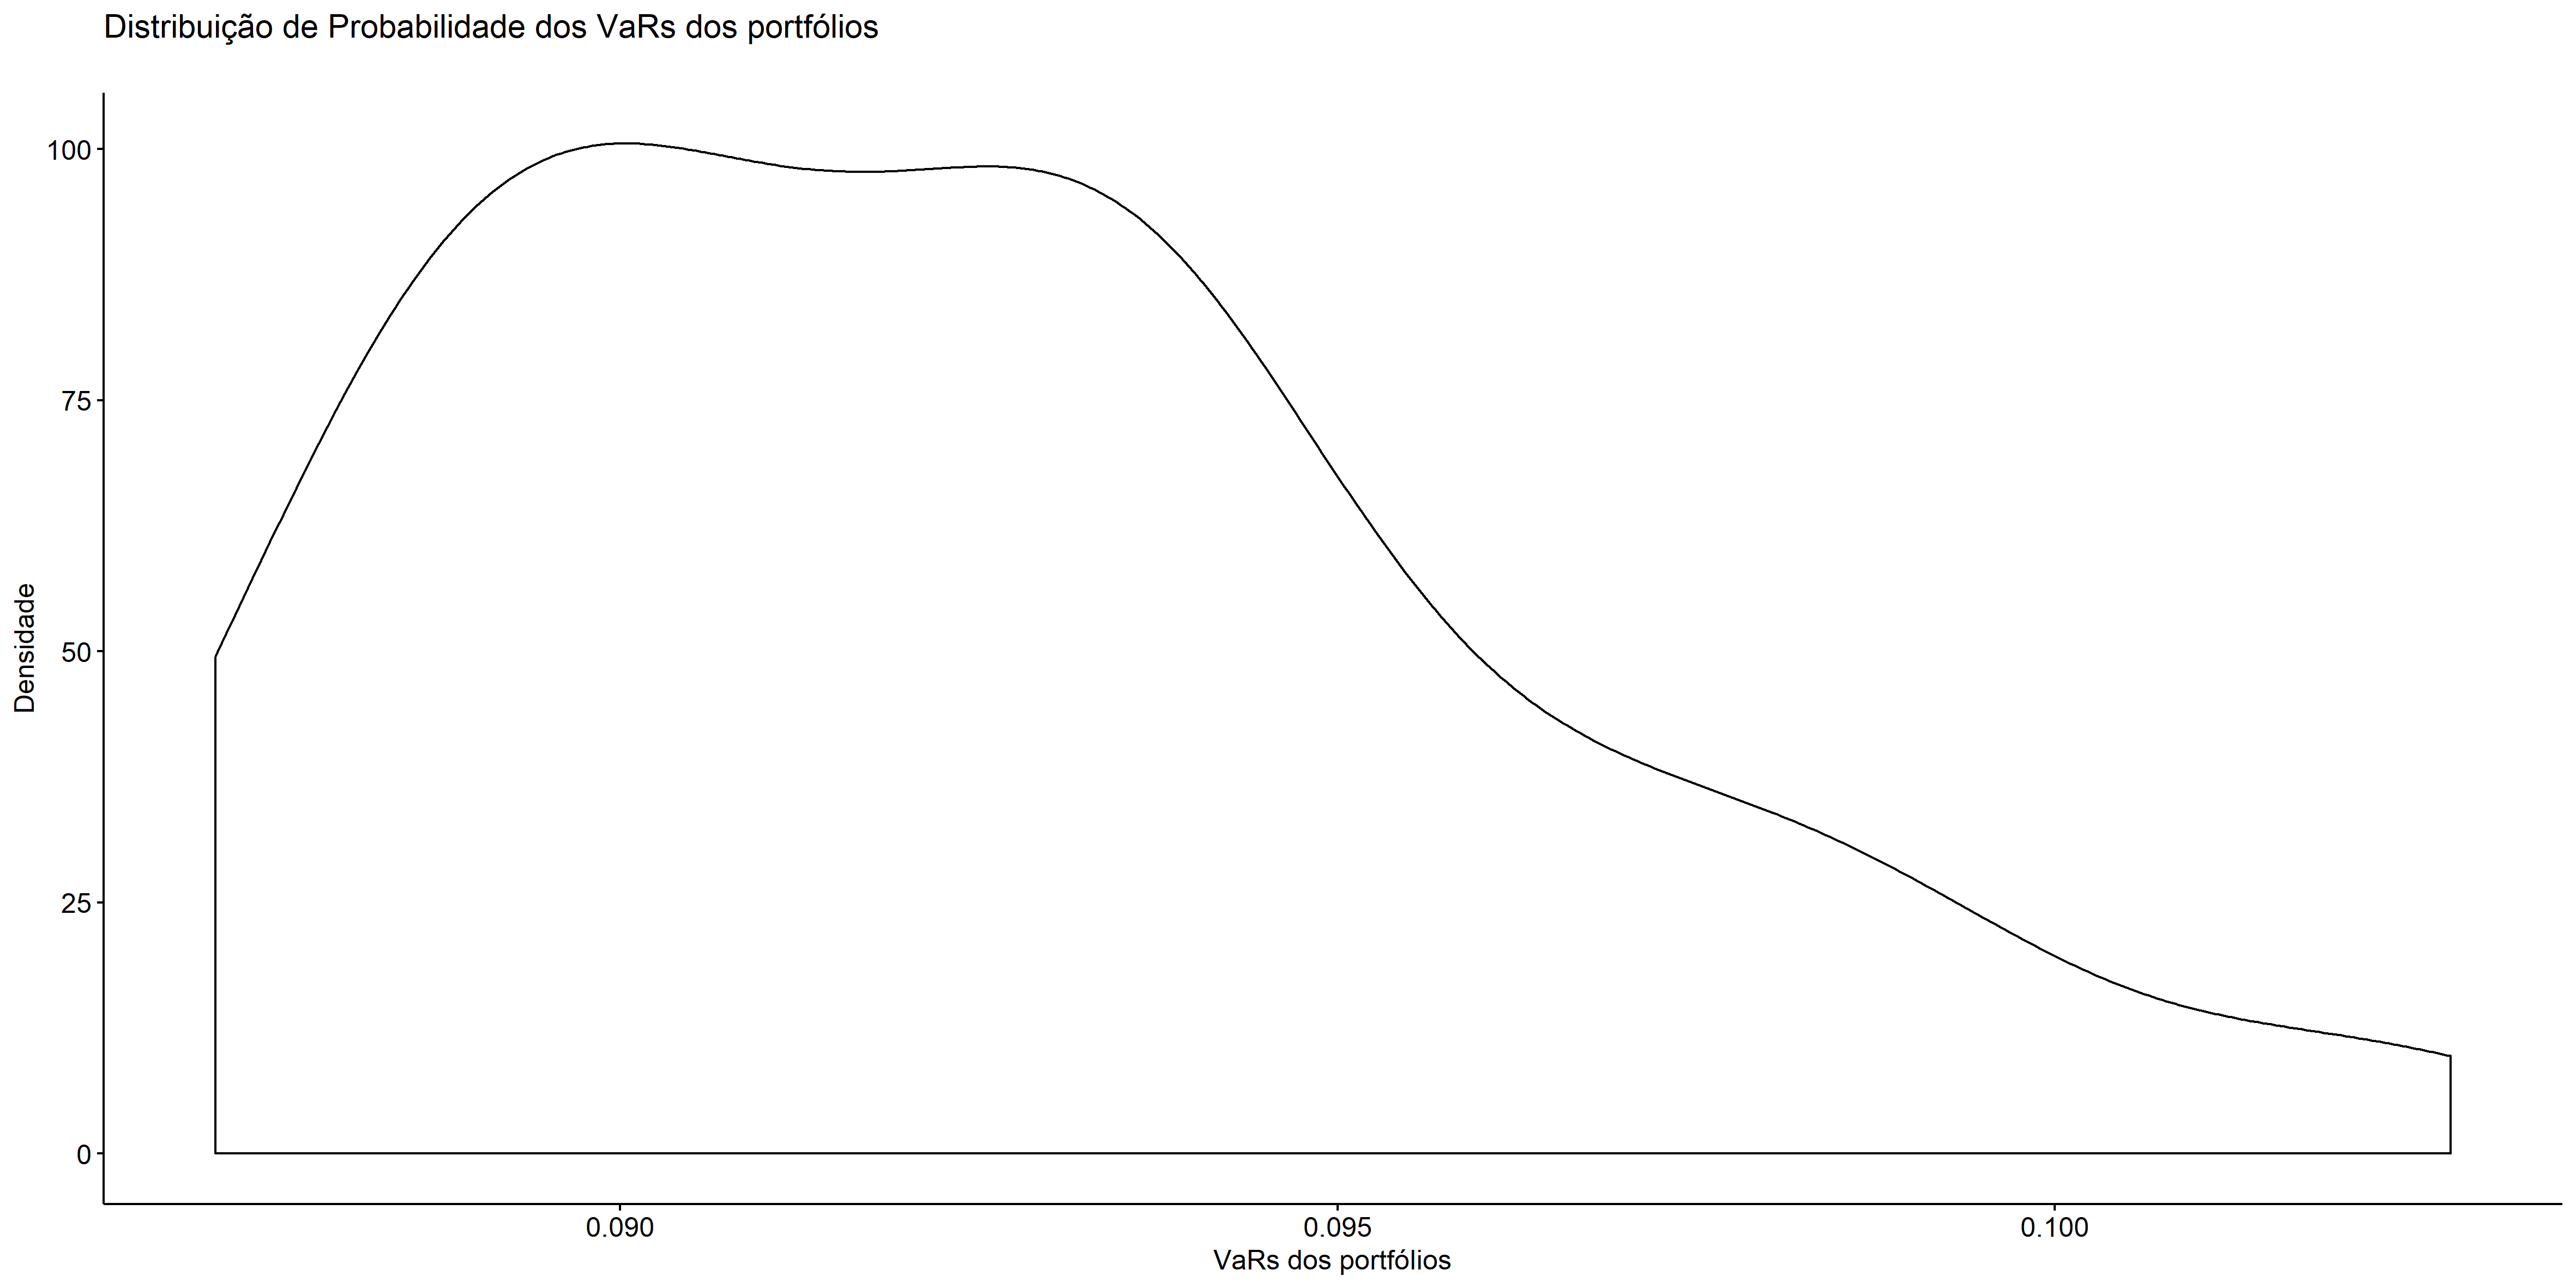 Distribuição de Probabilidade dos VaRs dos portfólios
100
75
50
25
0
Densidade
0.090 0.095 0.100
VaRs dos portfólios